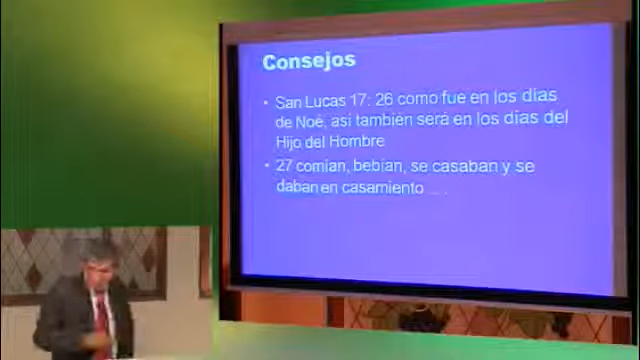 Consejos
• San Lucas 17: 26 como fue en los días
de Noé, así también será en los días del
Hijo del Hombre
• 27 comían, bebían, se casaban y se
daban en casamiento ....